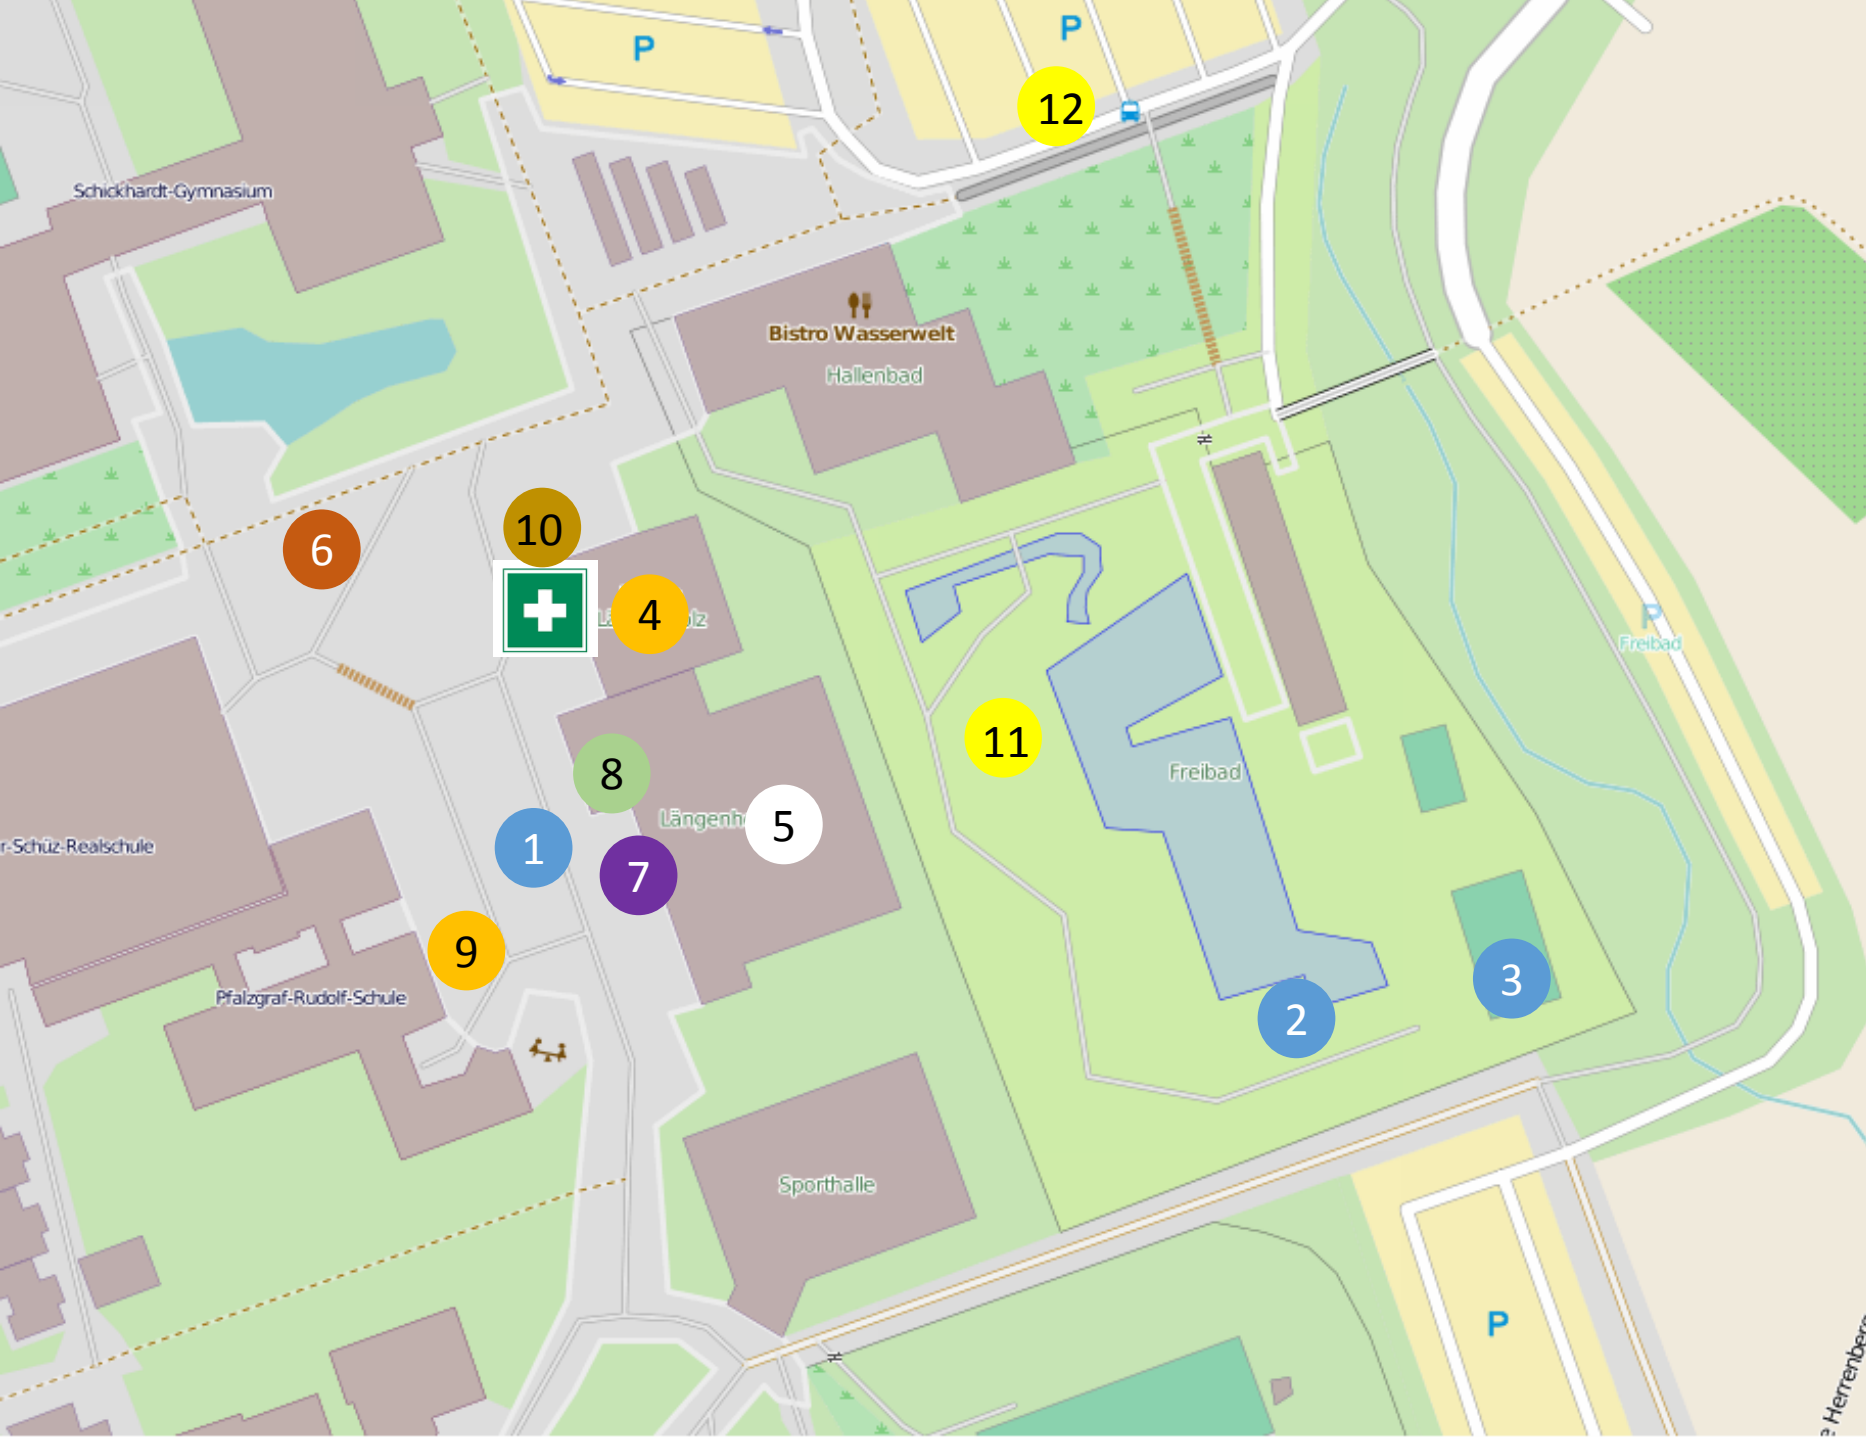 P
P
12
Schickhardt-Gymnasium
Bistro Wasserwelt
Hallenbad
10
6
4
P
Freibad
11
8
Freibad
5
1
r-Schüz-Realschule
7
9
3
Pfalzgraf-Rudolf-Schule
2
Sporthalle
P
e Herrenberg